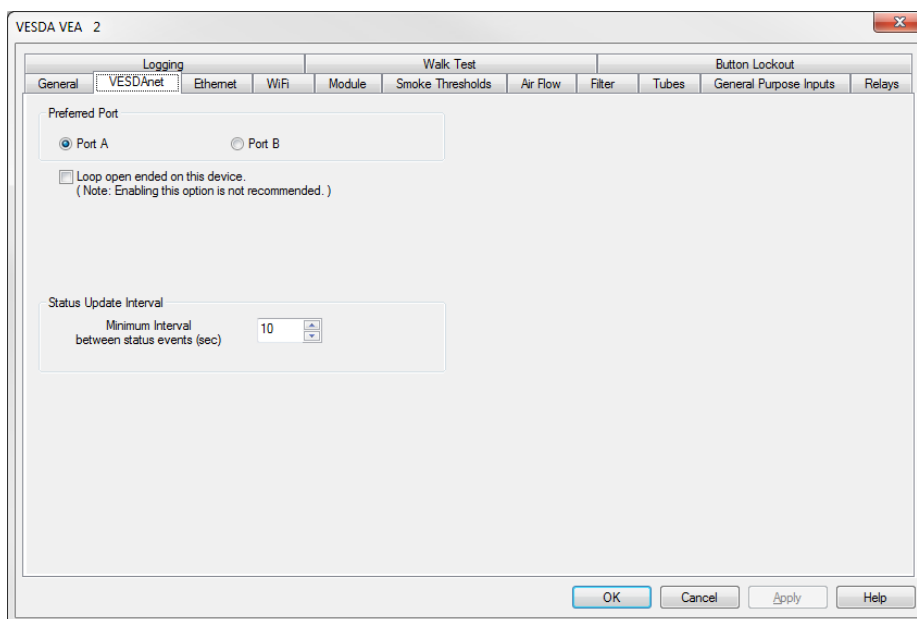 VESDA VEA 2
Logging Walk Test Button Lockout
General VESDAnet Ethernet WiFi Module Smoke Thresholds Air Flow Filter Tubes General Purpose Inputs Relays
Preferred Port
Port A Port B
Loop open ended on this device.
( Note: Enabling this option is not recommended. )
Status Update Interval
Minimum Interval
between status events (sec)
10
OK Cancel Apply Help